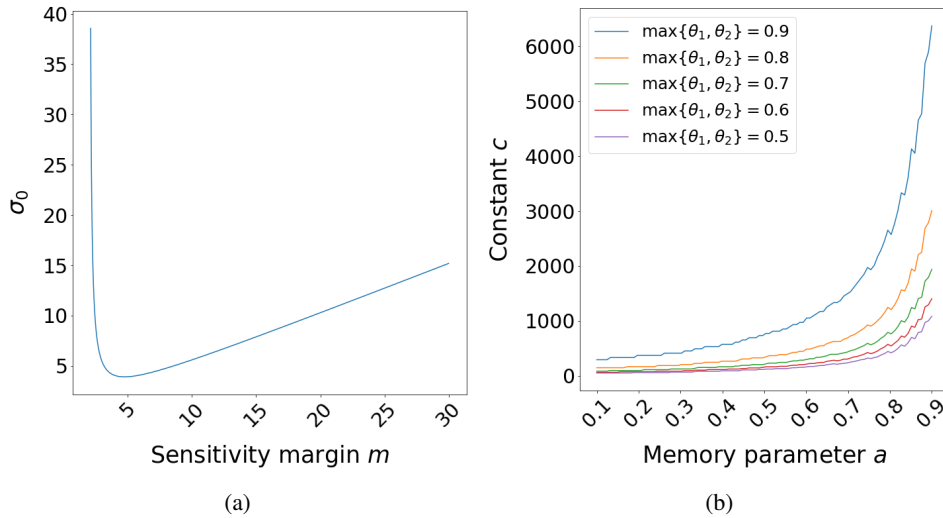 40
35
30
25
20
15
10
5
σ₀
5
10
15
20
25
30
Sensitivity margin m
(a)
6000
5000
4000
3000
2000
1000
0
Constant c
max{θ₁, θ₂} = 0.9
max{θ₁, θ₂} = 0.8
max{θ₁, θ₂} = 0.7
max{θ₁, θ₂} = 0.6
max{θ₁, θ₂} = 0.5
0.1
0.2
0.3
0.4
0.5
0.6
0.7
0.8
0.9
Memory parameter a
(b)